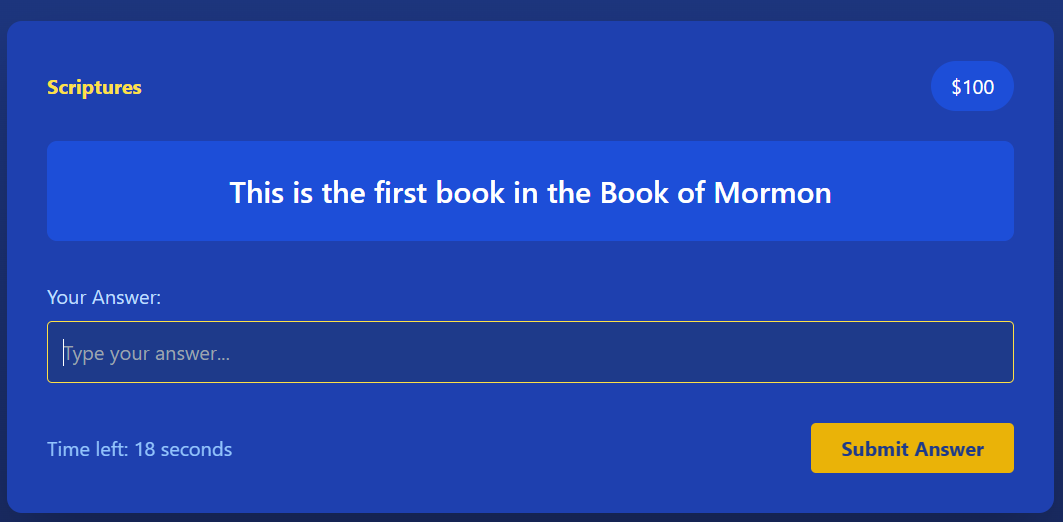 Scriptures
$100
This is the first book in the Book of Mormon
Your Answer:
Type your answer...
Time left: 18 seconds
Submit Answer